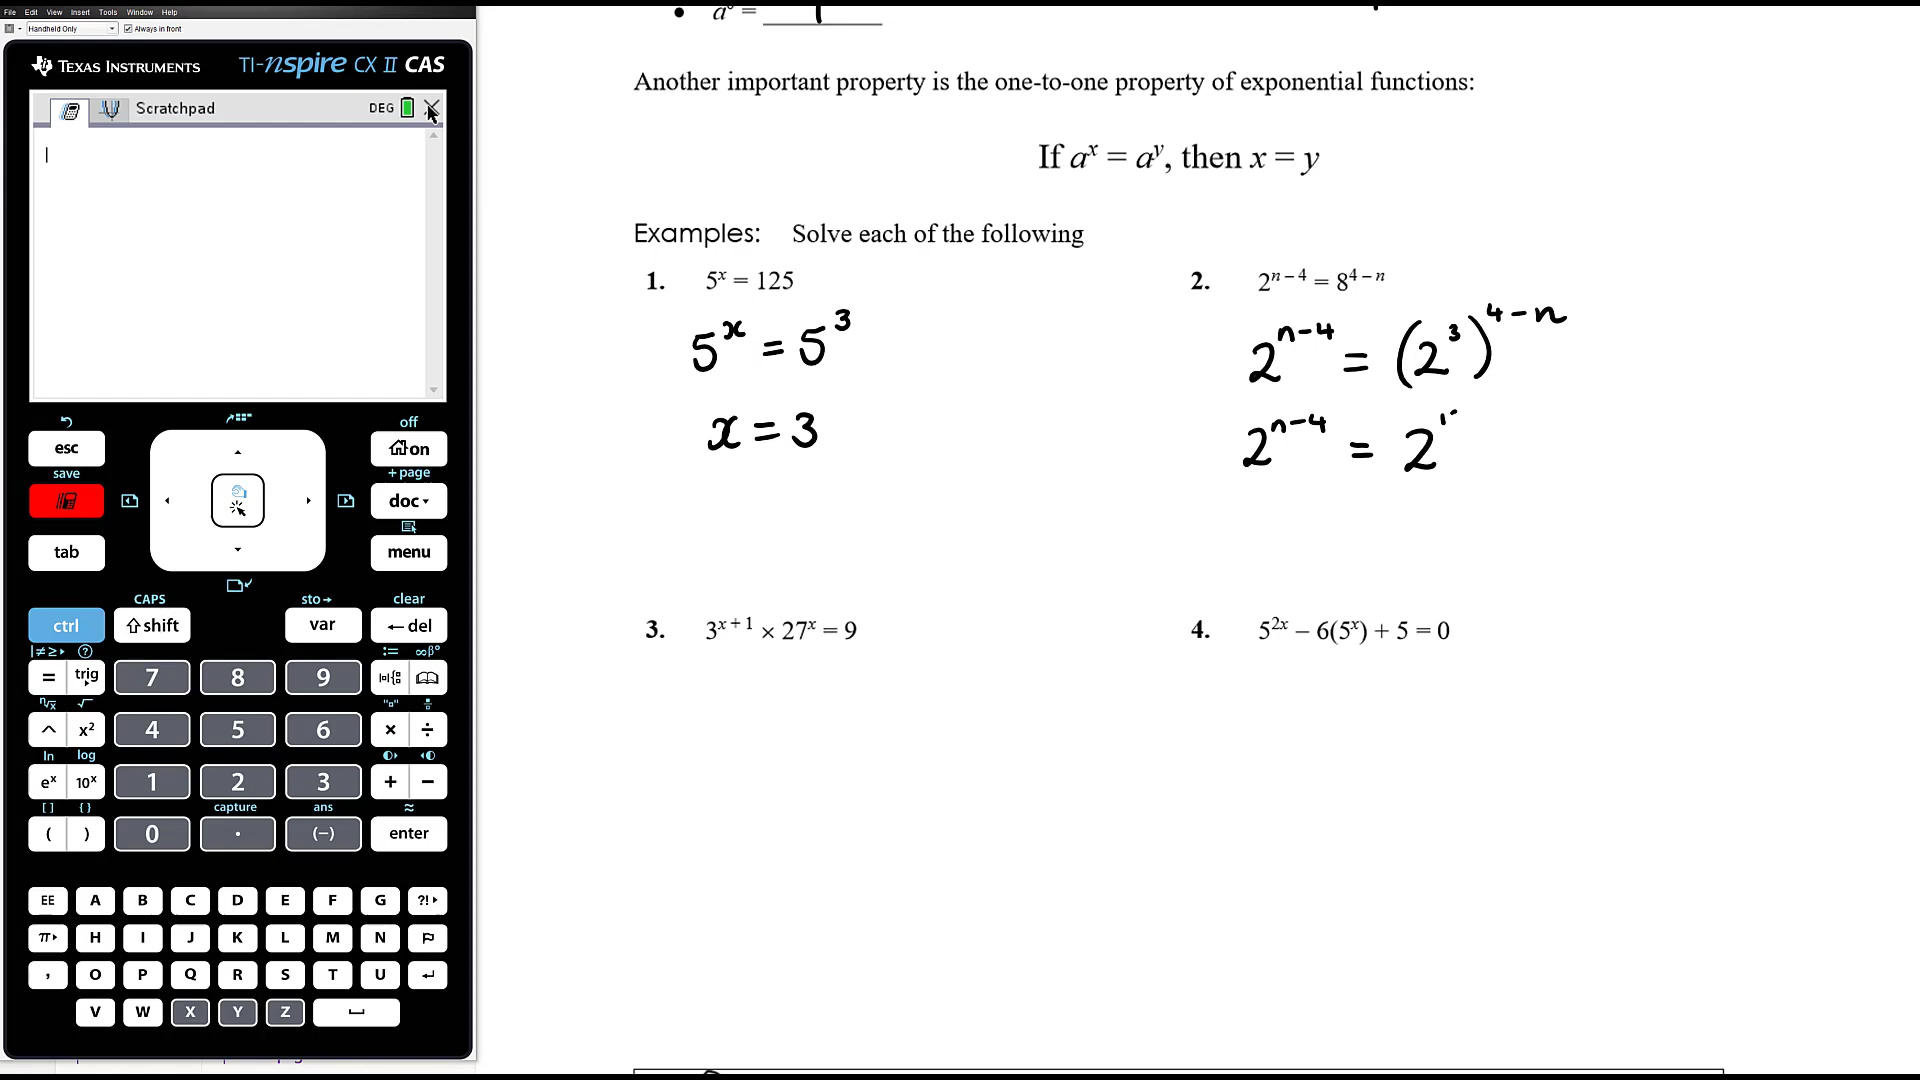 File Edit View Insert Tools Window Help
Handheld Only Always in front
TEXAS INSTRUMENTS TI-nspire CX II CAS
Scratchpad DEG
off
esc on
save + page
doc
tab menu
CAPS sto→ clear
ctrl ⇧shift var ←del
|≠≥▸ ? := ∞β°
= trig 7 8 9
ⁿ√x √
^ x² 4 5 6 × ÷
ln log
eˣ 10ˣ 1 2 3 + −
[ ] { } capture ans ≈
( ) 0 . (−) enter
EE A B C D E F G ?!▸
π▸ H I J K L M N
, O P Q R S T U ↵
V W X Y Z
• a⁰ = 1
Another important property is the one-to-one property of exponential functions:
If aˣ = aʸ, then x = y
Examples: Solve each of the following
1. 5ˣ = 125
5ˣ = 5³
x = 3
2. 2ⁿ⁻⁴ = 8⁴⁻ⁿ
2ⁿ⁻⁴ = (2³)⁴⁻ⁿ
2ⁿ⁻⁴ = 2¹
3. 3ˣ⁺¹ × 27ˣ = 9
4. 5²ˣ − 6(5ˣ) + 5 = 0